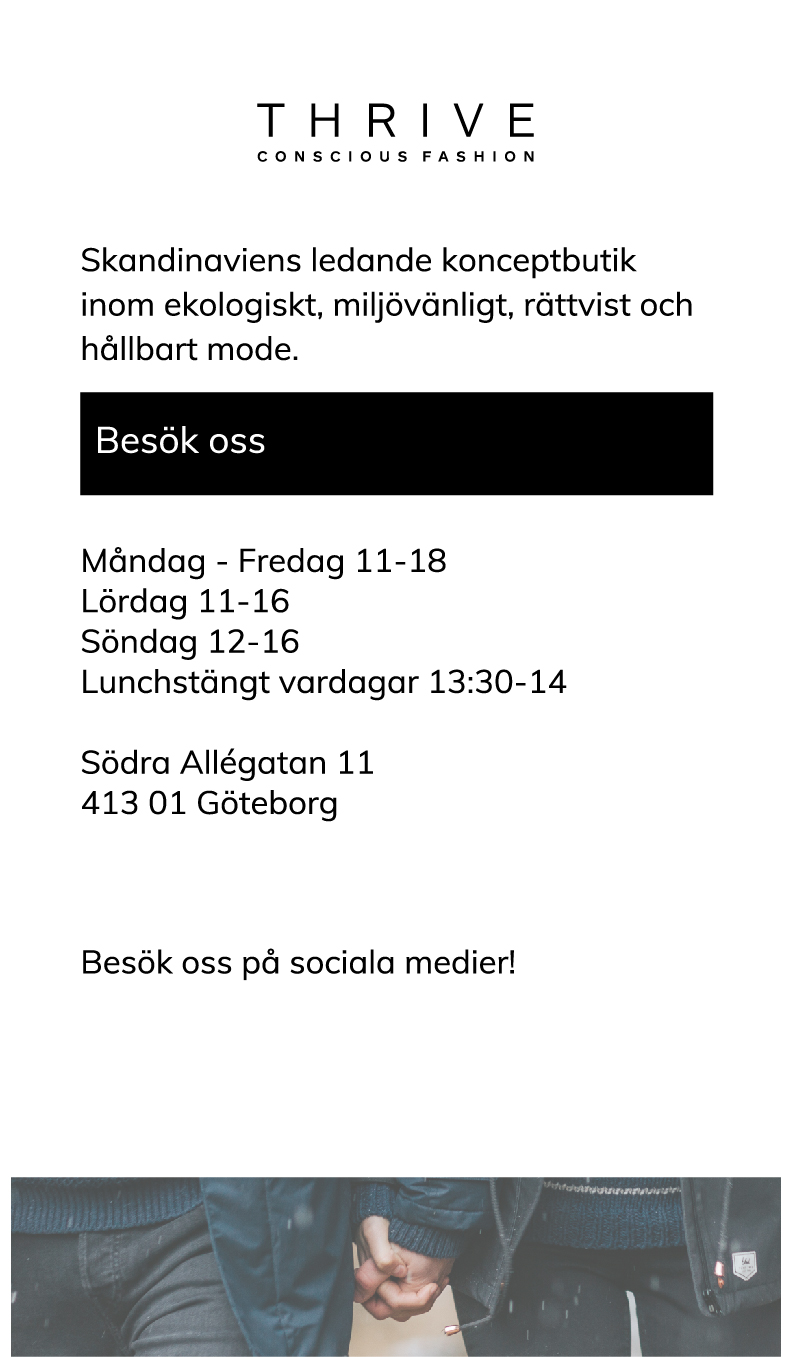 THRIVE
CONSCIOUS FASHION
Skandinaviens ledande konceptbutik
inom ekologiskt, miljövänligt, rättvist och
hållbart mode.
Besök oss
Måndag - Fredag 11-18
Lördag 11-16
Söndag 12-16
Lunchstängt vardagar 13:30-14
Södra Allégatan 11
413 01 Göteborg
Besök oss på sociala medier!